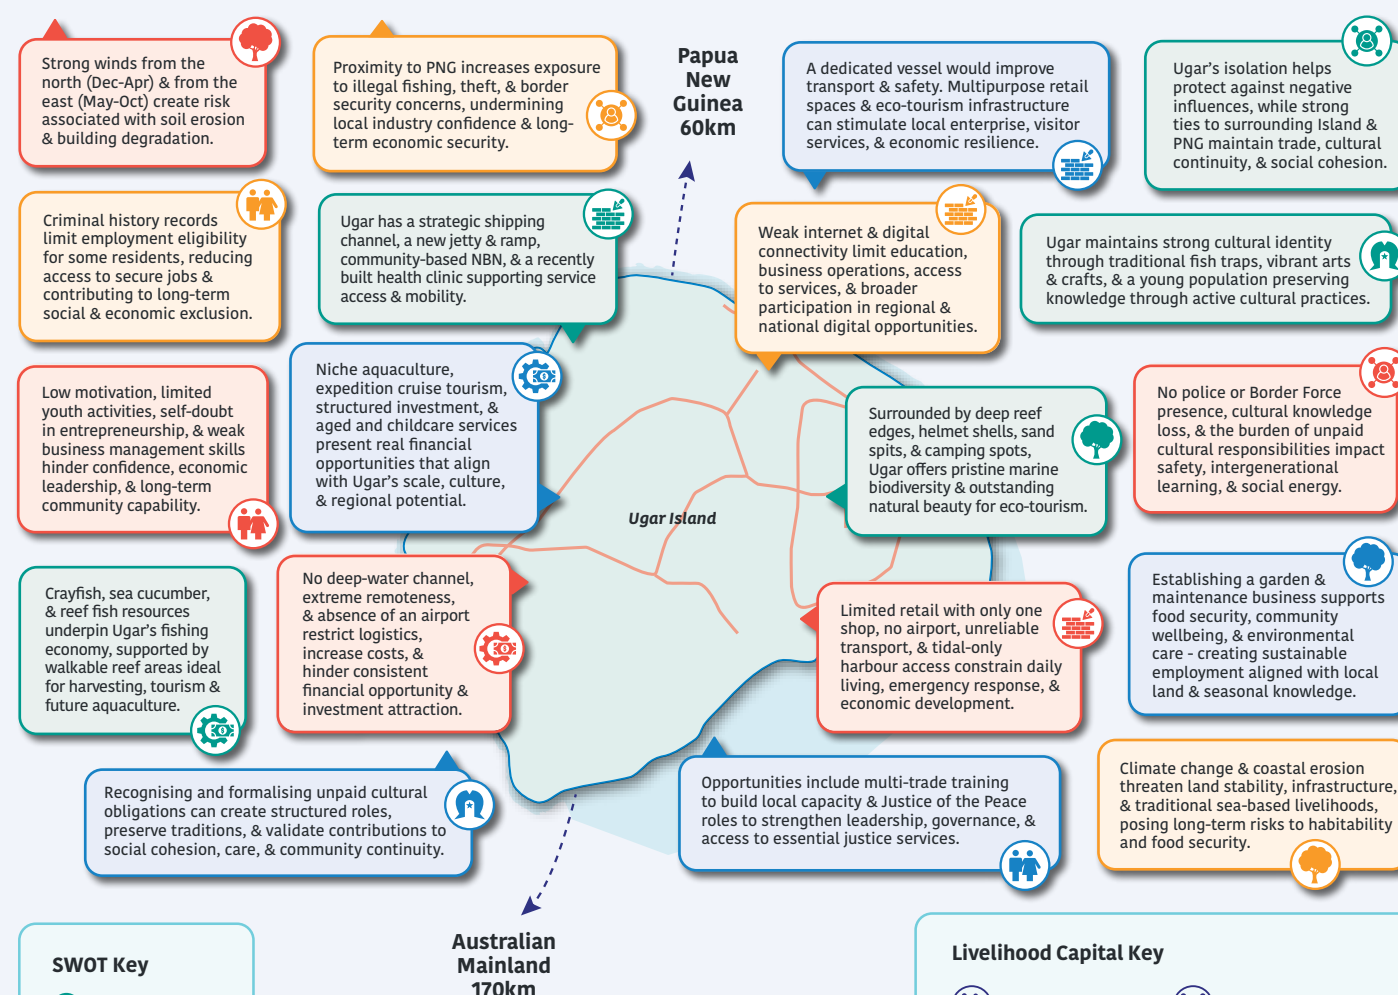 Strong winds from the
north (Dec-Apr) & from the
east (May-Oct) create risk
associated with soil erosion
& building degradation.
Proximity to PNG increases exposure
to illegal fishing, theft, & border
security concerns, undermining
local industry confidence & long-
term economic security.
Papua
New
Guinea
60km
A dedicated vessel would improve
transport & safety. Multipurpose retail
spaces & eco-tourism infrastructure
can stimulate local enterprise, visitor
services, & economic resilience.
Ugar's isolation helps
protect against negative
influences, while strong
ties to surrounding Island &
PNG maintain trade, cultural
continuity, & social cohesion.
Criminal history records
limit employment eligibility
for some residents, reducing
access to secure jobs &
contributing to long-term
social & economic exclusion.
Ugar has a strategic shipping
channel, a new jetty & ramp,
community-based NBN, & a recently
built health clinic supporting service
access & mobility.
Weak internet & digital
connectivity limit education,
business operations, access
to services, & broader
participation in regional &
national digital opportunities.
Ugar maintains strong cultural identity
through traditional fish traps, vibrant arts
& crafts, & a young population preserving
knowledge through active cultural practices.
Low motivation, limited
youth activities, self-doubt
in entrepreneurship, & weak
business management skills
hinder confidence, economic
leadership, & long-term
community capability.
Niche aquaculture,
expedition cruise tourism,
structured investment, &
aged and childcare services
present real financial
opportunities that align
with Ugar's scale, culture,
& regional potential.
Ugar Island
Surrounded by deep reef
edges, helmet shells, sand
spits, & camping spots,
Ugar offers pristine marine
biodiversity & outstanding
natural beauty for eco-tourism.
No police or Border Force
presence, cultural knowledge
loss, & the burden of unpaid
cultural responsibilities impact
safety, intergenerational
learning, & social energy.
Crayfish, sea cucumber,
& reef fish resources
underpin Ugar's fishing
economy, supported by
walkable reef areas ideal
for harvesting, tourism &
future aquaculture.
No deep-water channel,
extreme remoteness,
& absence of an airport
restrict logistics,
increase costs, &
hinder consistent
financial opportunity &
investment attraction.
Limited retail with only one
shop, no airport, unreliable
transport, & tidal-only
harbour access constrain daily
living, emergency response, &
economic development.
Establishing a garden &
maintenance business supports
food security, community
wellbeing, & environmental
care - creating sustainable
employment aligned with local
land & seasonal knowledge.
Recognising and formalising unpaid cultural
obligations can create structured roles,
preserve traditions, & validate contributions to
social cohesion, care, & community continuity.
Opportunities include multi-trade training
to build local capacity & Justice of the Peace
roles to strengthen leadership, governance, &
access to essential justice services.
Climate change & coastal erosion
threaten land stability, infrastructure,
& traditional sea-based livelihoods,
posing long-term risks to habitability
and food security.
SWOT Key
Australian
Mainland
170km
Livelihood Capital Key